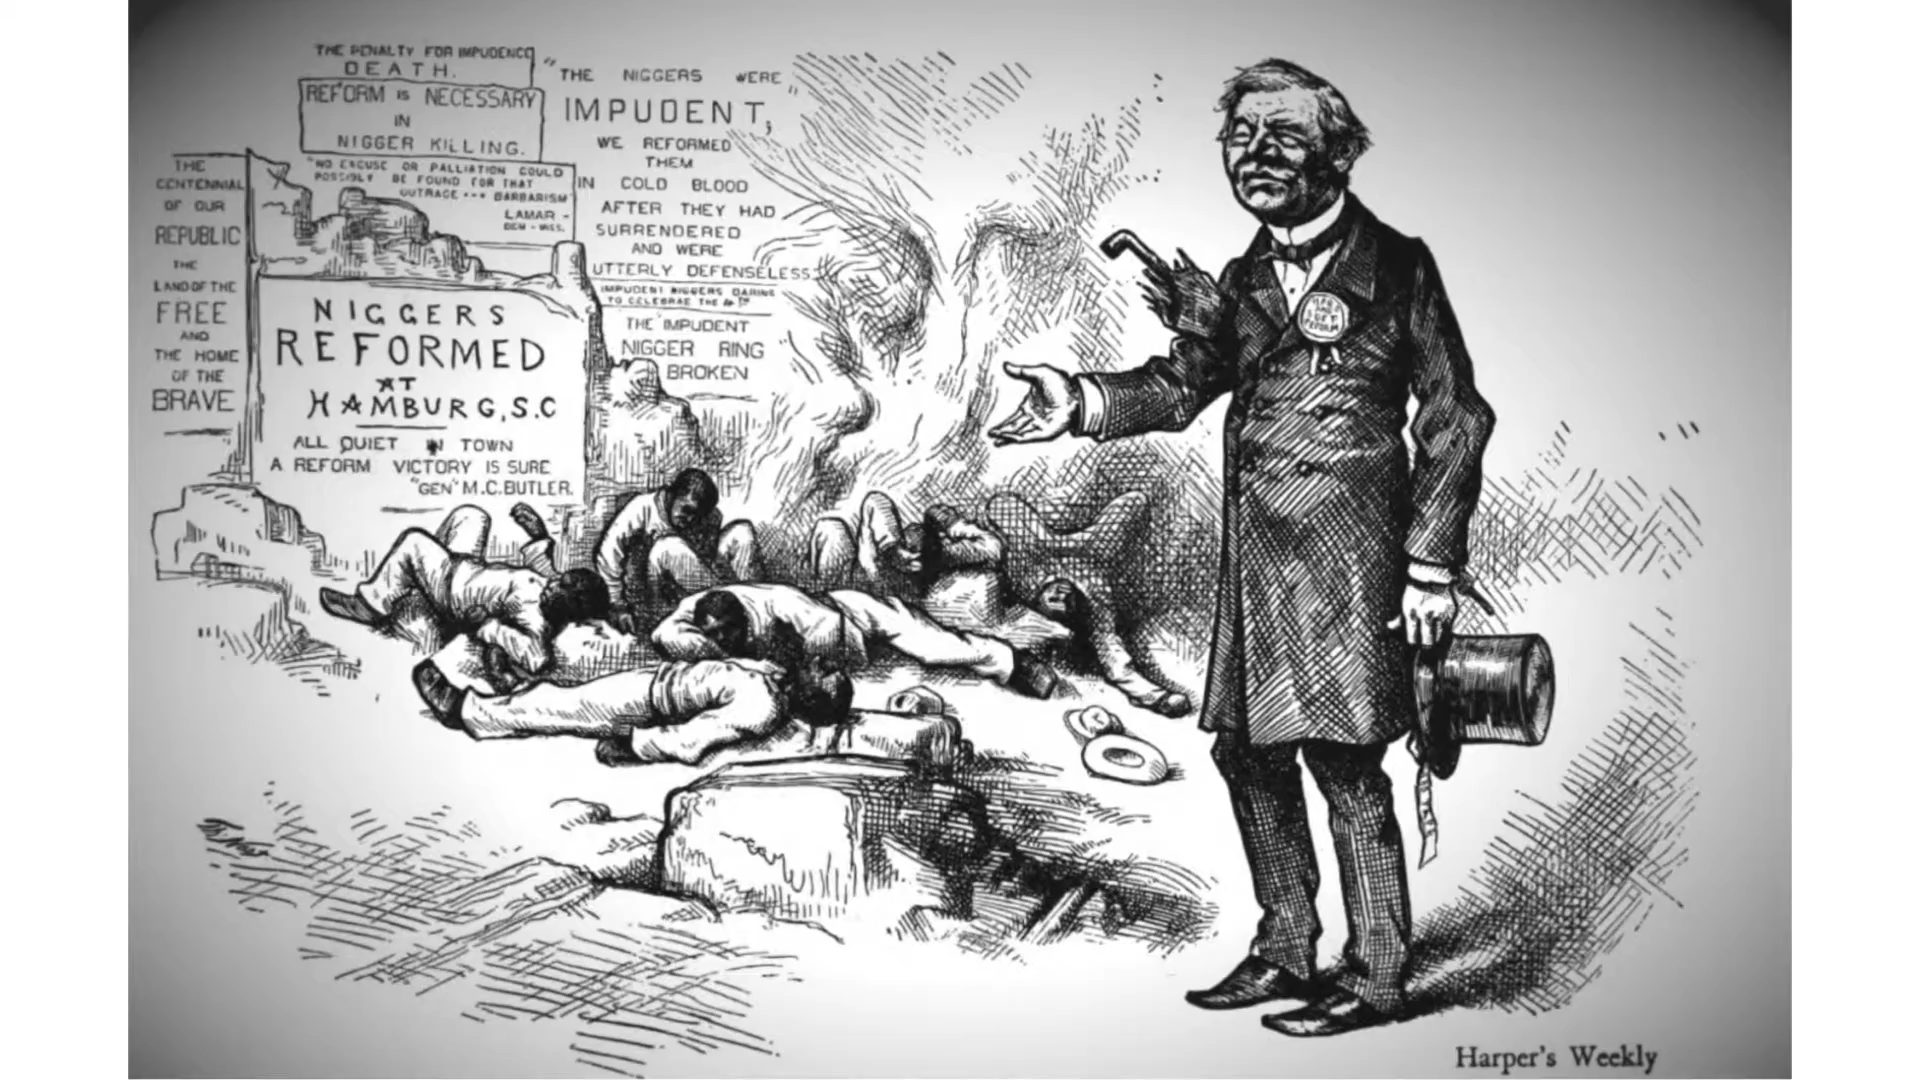 THE PENALTY FOR IMPUDENCE
DEATH.
REFORM IS NECESSARY
IN
NIGGER KILLING.
"NO EXCUSE OR PALLIATION COULD
POSSIBLY BE FOUND FOR THAT
OUTRAGE --- BARBARISM"
LAMAR -
DEM - MISS.
THE
CENTENNIAL
OF OUR
REPUBLIC
THE
LAND OF THE
FREE
AND
THE HOME
OF THE
BRAVE
NIGGERS
REFORMED
AT
HAMBURG, S.C
ALL QUIET IN TOWN
A REFORM VICTORY IS SURE
"GEN" M.C. BUTLER.
"THE NIGGERS WERE
IMPUDENT,"
WE REFORMED
THEM
IN COLD BLOOD
AFTER THEY HAD
SURRENDERED
AND WERE
UTTERLY DEFENSELESS
IMPUDENT NIGGERS DARING
TO CELEBRATE THE 4TH
THE IMPUDENT
NIGGER RING
BROKEN
REFORM
Harper's Weekly